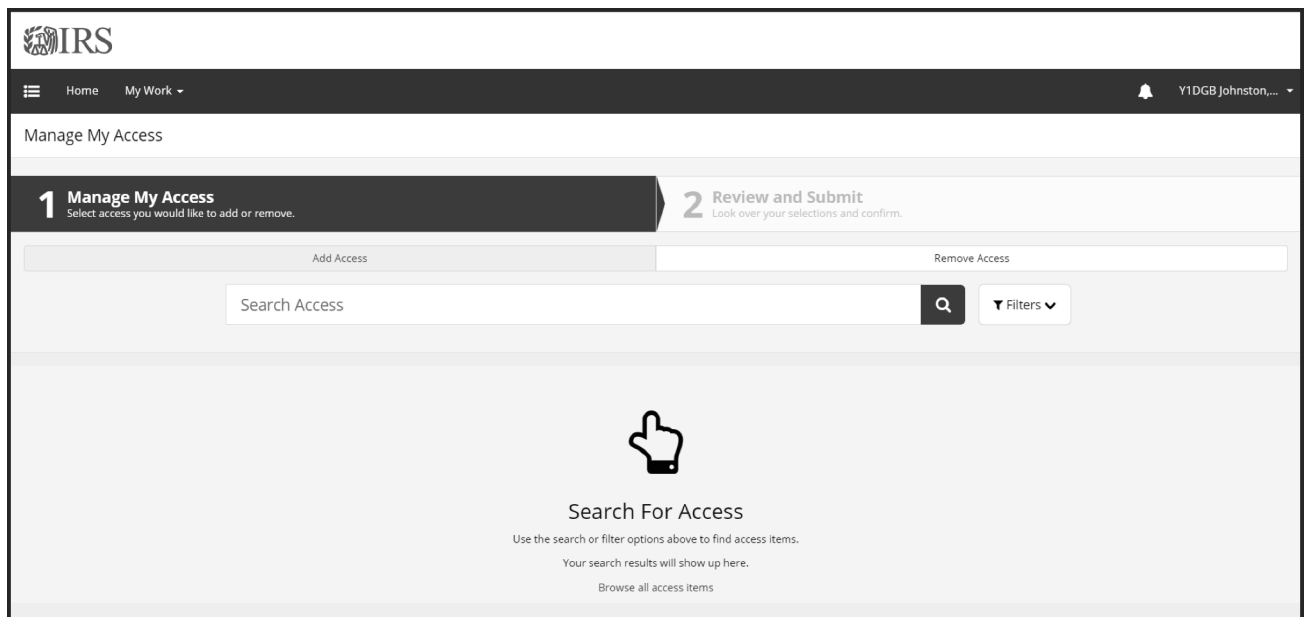 IRS
Home My Work Y1DGB Johnston,...
Manage My Access
1 Manage My Access
Select access you would like to add or remove.
2 Review and Submit
Look over your selections and confirm.
Add Access Remove Access
Search Access Filters
Search For Access
Use the search or filter options above to find access items.
Your search results will show up here.
Browse all access items